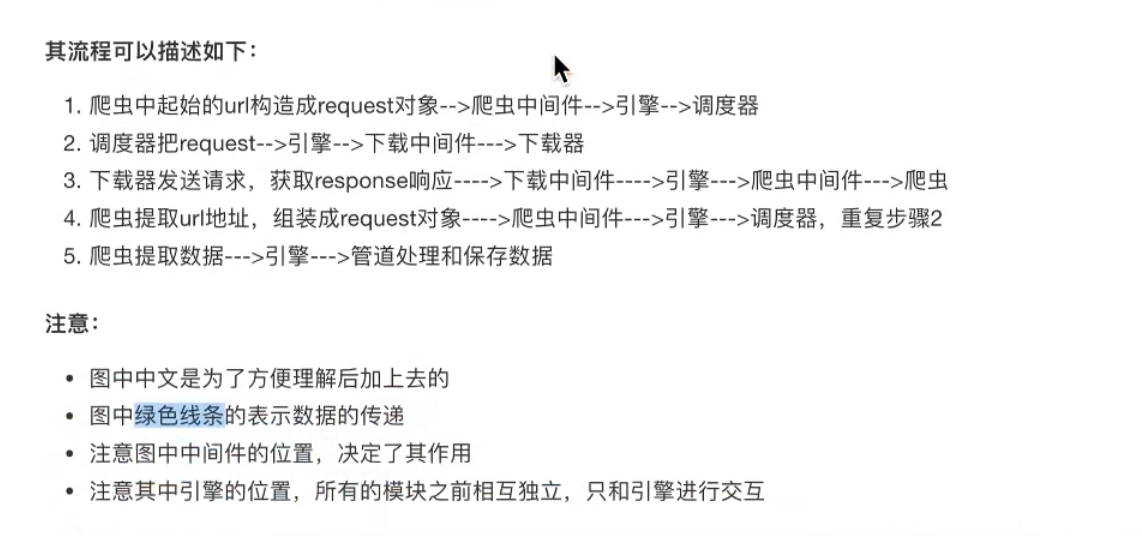 其流程可以描述如下：
1. 爬虫中起始的url构造成request对象-->爬虫中间件-->引擎-->调度器
2. 调度器把request-->引擎-->下载中间件--->下载器
3. 下载器发送请求，获取response响应---->下载中间件---->引擎--->爬虫中间件--->爬虫
4. 爬虫提取url地址，组装成request对象---->爬虫中间件--->引擎--->调度器，重复步骤2
5. 爬虫提取数据--->引擎--->管道处理和保存数据
注意：
• 图中中文是为了方便理解后加上去的
• 图中绿色线条的表示数据的传递
• 注意图中中间件的位置，决定了其作用
• 注意其中引擎的位置，所有的模块之前相互独立，只和引擎进行交互